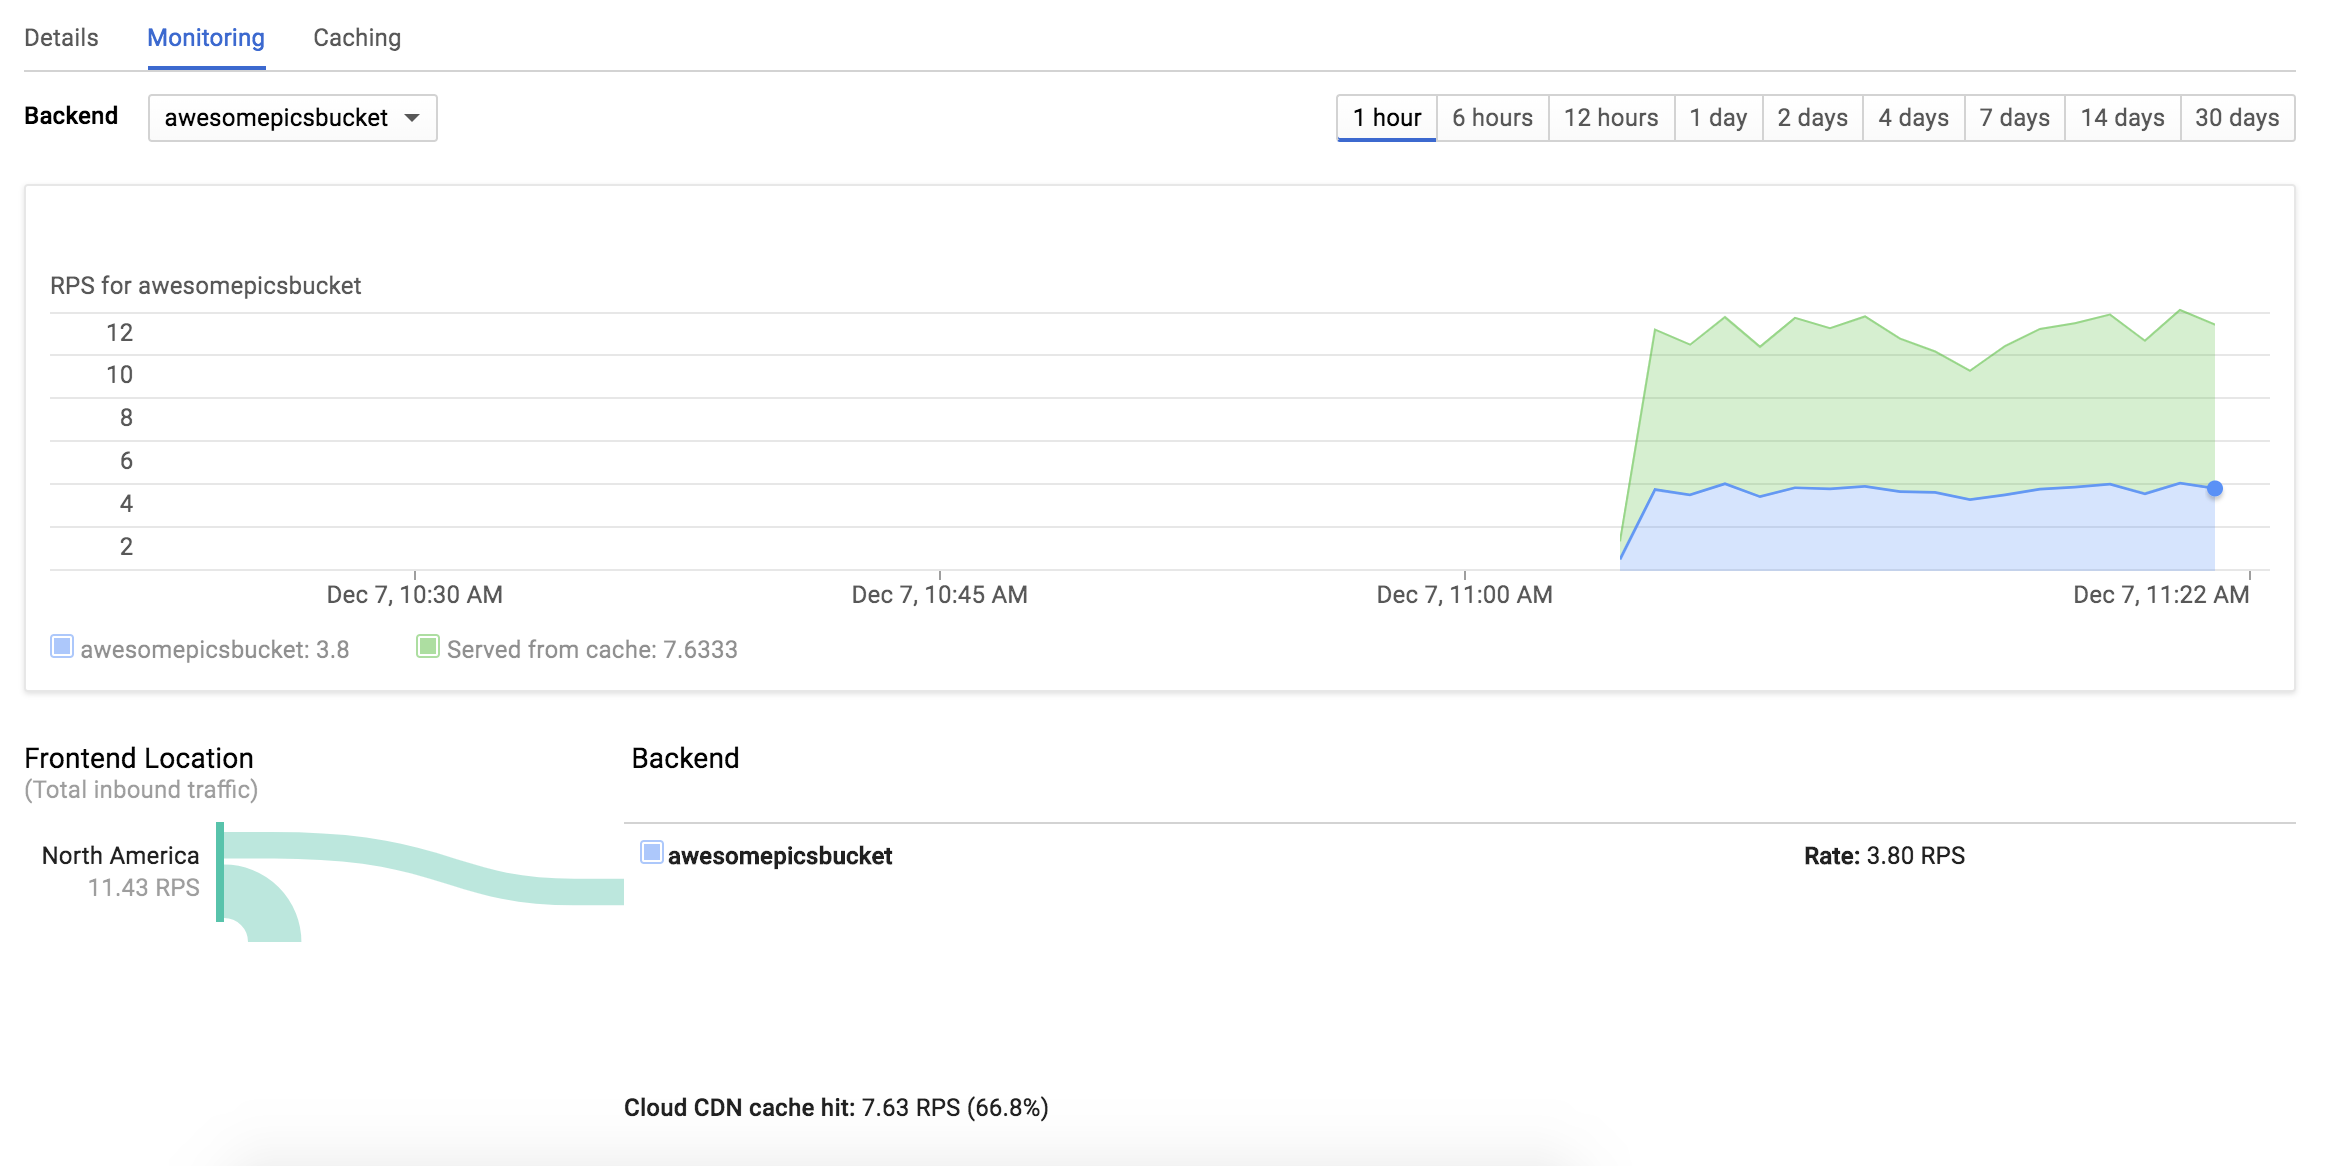 Details Monitoring Caching
Backend awesomepicsbucket 1 hour 6 hours 12 hours 1 day 2 days 4 days 7 days 14 days 30 days
RPS for awesomepicsbucket
12
10
8
6
4
2
Dec 7, 10:30 AM Dec 7, 10:45 AM Dec 7, 11:00 AM Dec 7, 11:22 AM
awesomepicsbucket: 3.8 Served from cache: 7.6333
Frontend Location Backend
(Total inbound traffic)
North America awesomepicsbucket Rate: 3.80 RPS
11.43 RPS
Cloud CDN cache hit: 7.63 RPS (66.8%)